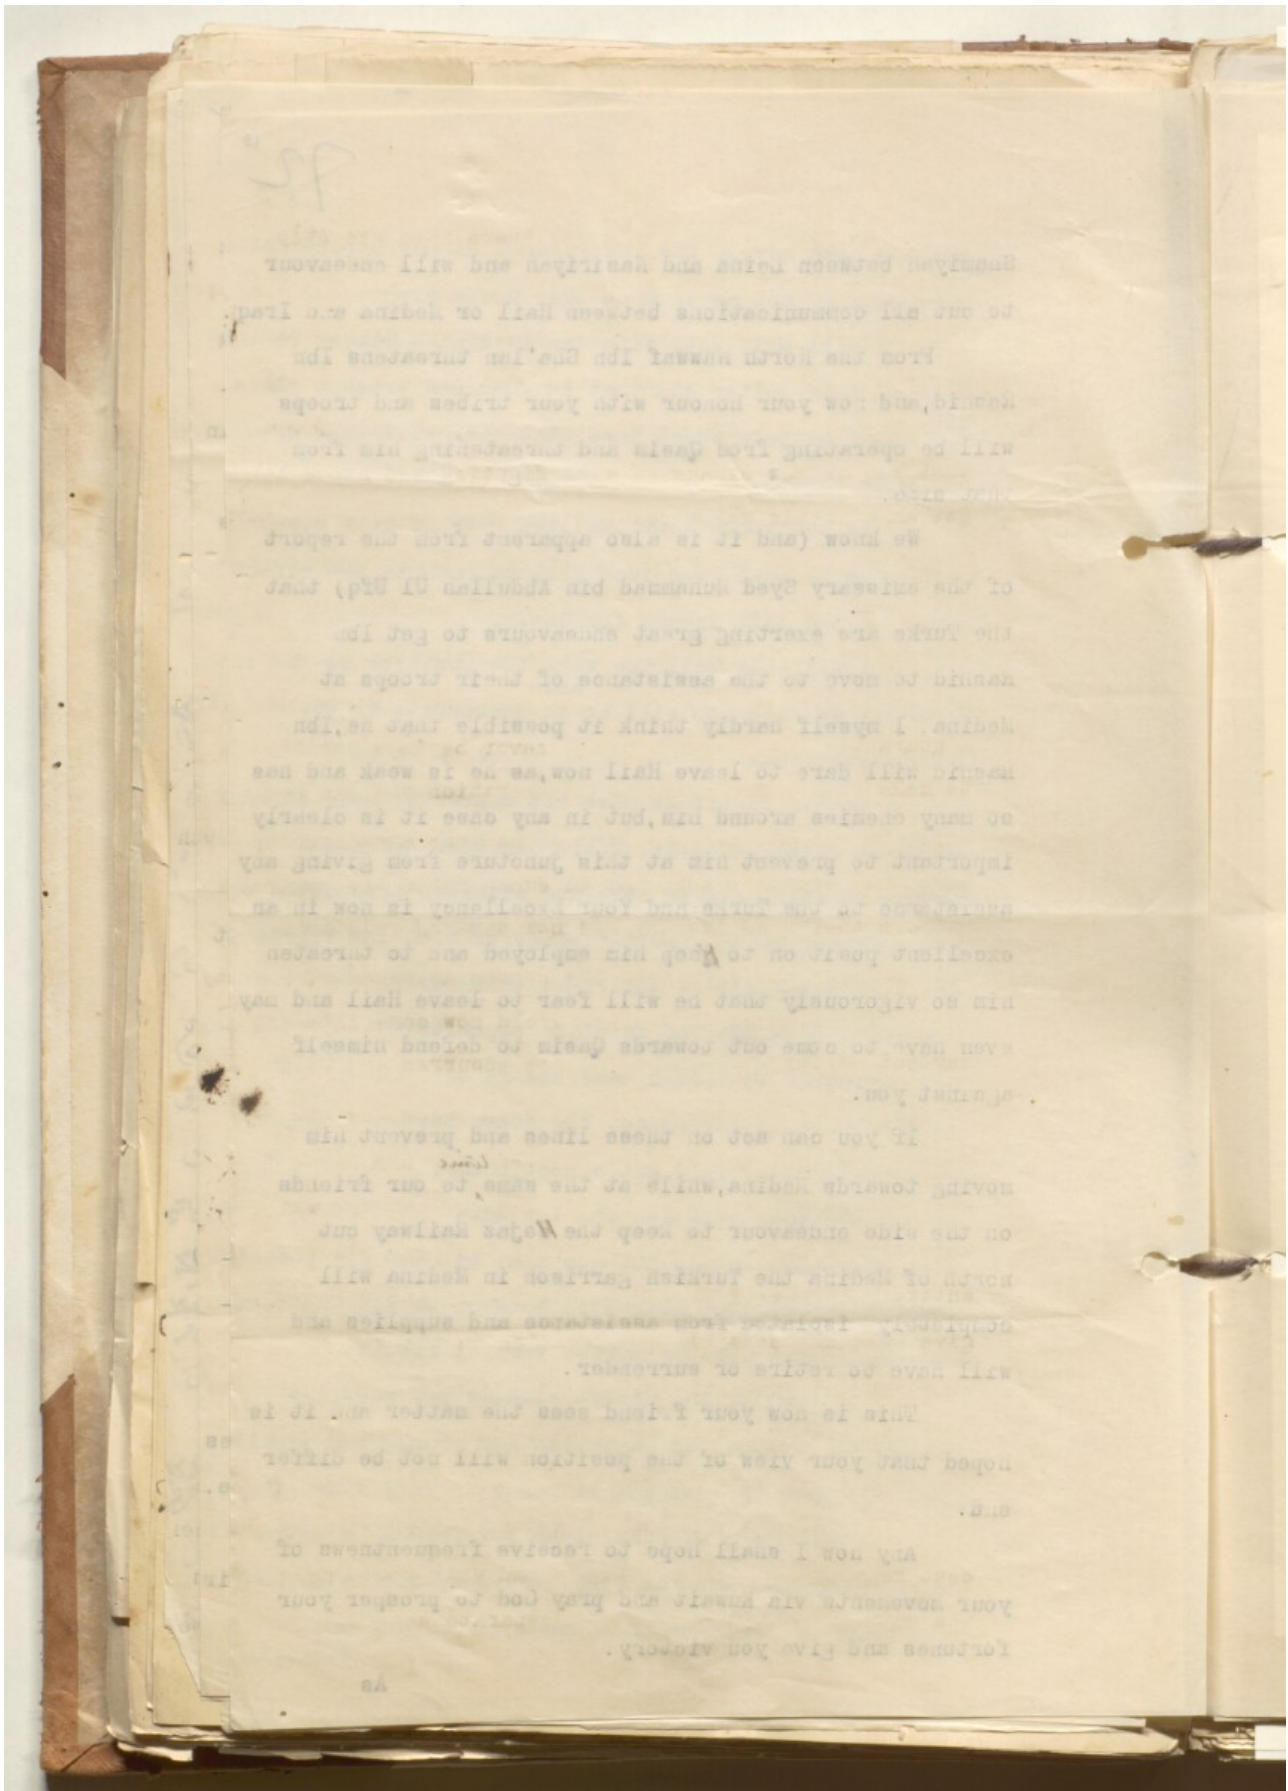 92
Shamiyah between Leina and Nasiriyah and will endeavour
to cut all communications between Hail or Medina and Iraq.
From the North Nawwaf Ibn Sha'lan threatens Ibn
Rashid,and now your honour with your tribes and troops
will be operating from Qasim and threatening him from
that side.
We know (and it is also apparent from the report
of the emissary Syed Muhammad bin Abdullah Ul Ufq) that
the Turks are exerting great endeavours to get Ibn
Rashid to move to the assistance of their troops at
Medina. I myself hardly think it possible that he,Ibn
Rashid will dare to leave Hail now,as he is weak and has
so many enemies around him,but in any case it is clearly
important to prevent him at this juncture from giving any
assistance to the Turks and Your Excellency is now in an
excellent posit on to keep him employed and to threaten
him so vigorously that he will fear to leave Hail and may
even have to come out towards Qasim to defend himself
against you.
If you can act on these lines and prevent him
time
moving towards Medina,while at the same to our friends
on the side endeavour to keep the Hejaz Railway cut
north of Medina the Turkish garrison in Medina will
completely isolated from assistance and supplies and
will have to retire or surrender.
This is how your friend sees the matter and it is
hoped that your view of the position will not be differ
ent.
Any how I shall hope to receive frequentnews of
your movements via Kuwait and pray God to prosper your
fortunes and give you victory.
As